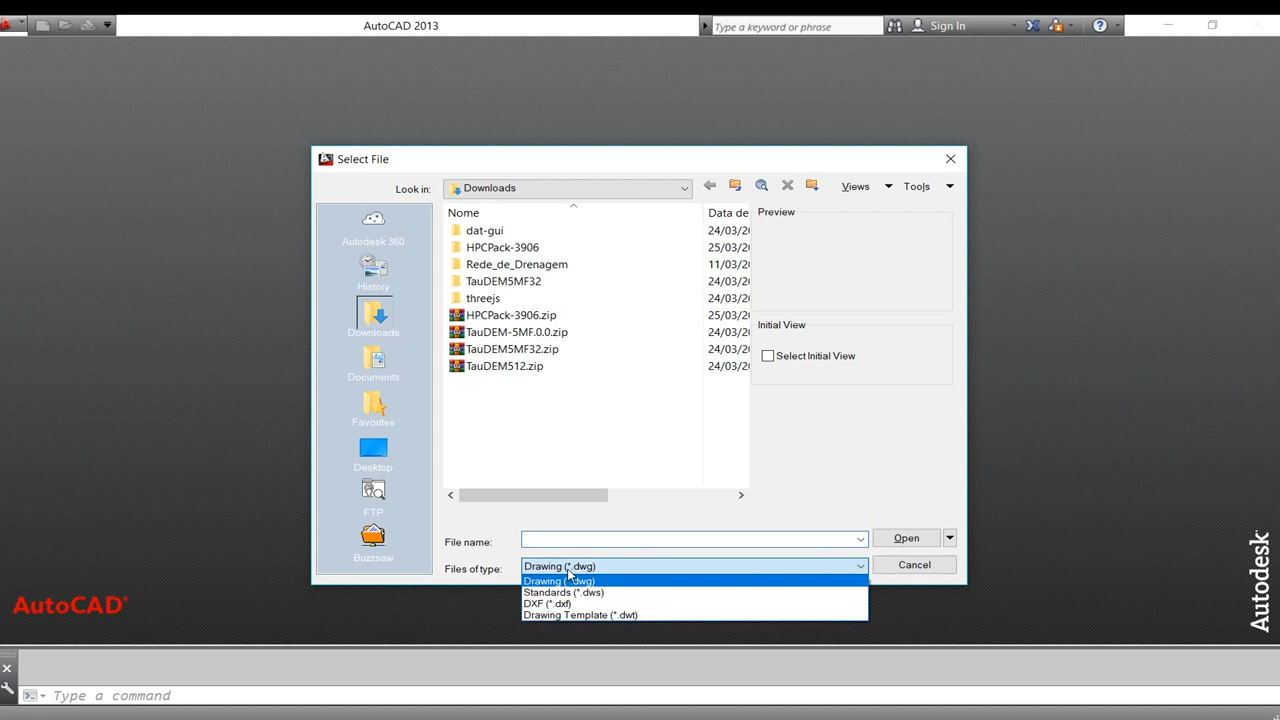 AutoCAD 2013
Type a keyword or phrase
Sign In
Select File
Look in:
Downloads
Views
Tools
Autodesk 360
History
Downloads
Documents
Favorites
Desktop
FTP
Buzzsaw
Nome
Data de
dat-gui
24/03/20
HPCPack-3906
25/03/20
Rede_de_Drenagem
11/03/20
TauDEM5MF32
24/03/20
threejs
24/03/20
HPCPack-3906.zip
25/03/20
TauDEM-5MF.0.0.zip
24/03/20
TauDEM5MF32.zip
24/03/20
TauDEM512.zip
24/03/20
Preview
Initial View
Select Initial View
File name:
Open
Files of type:
Drawing (*.dwg)
Cancel
Drawing (*.dwg)
Standards (*.dws)
DXF (*.dxf)
Drawing Template (*.dwt)
AutoCAD
Autodesk
Type a command